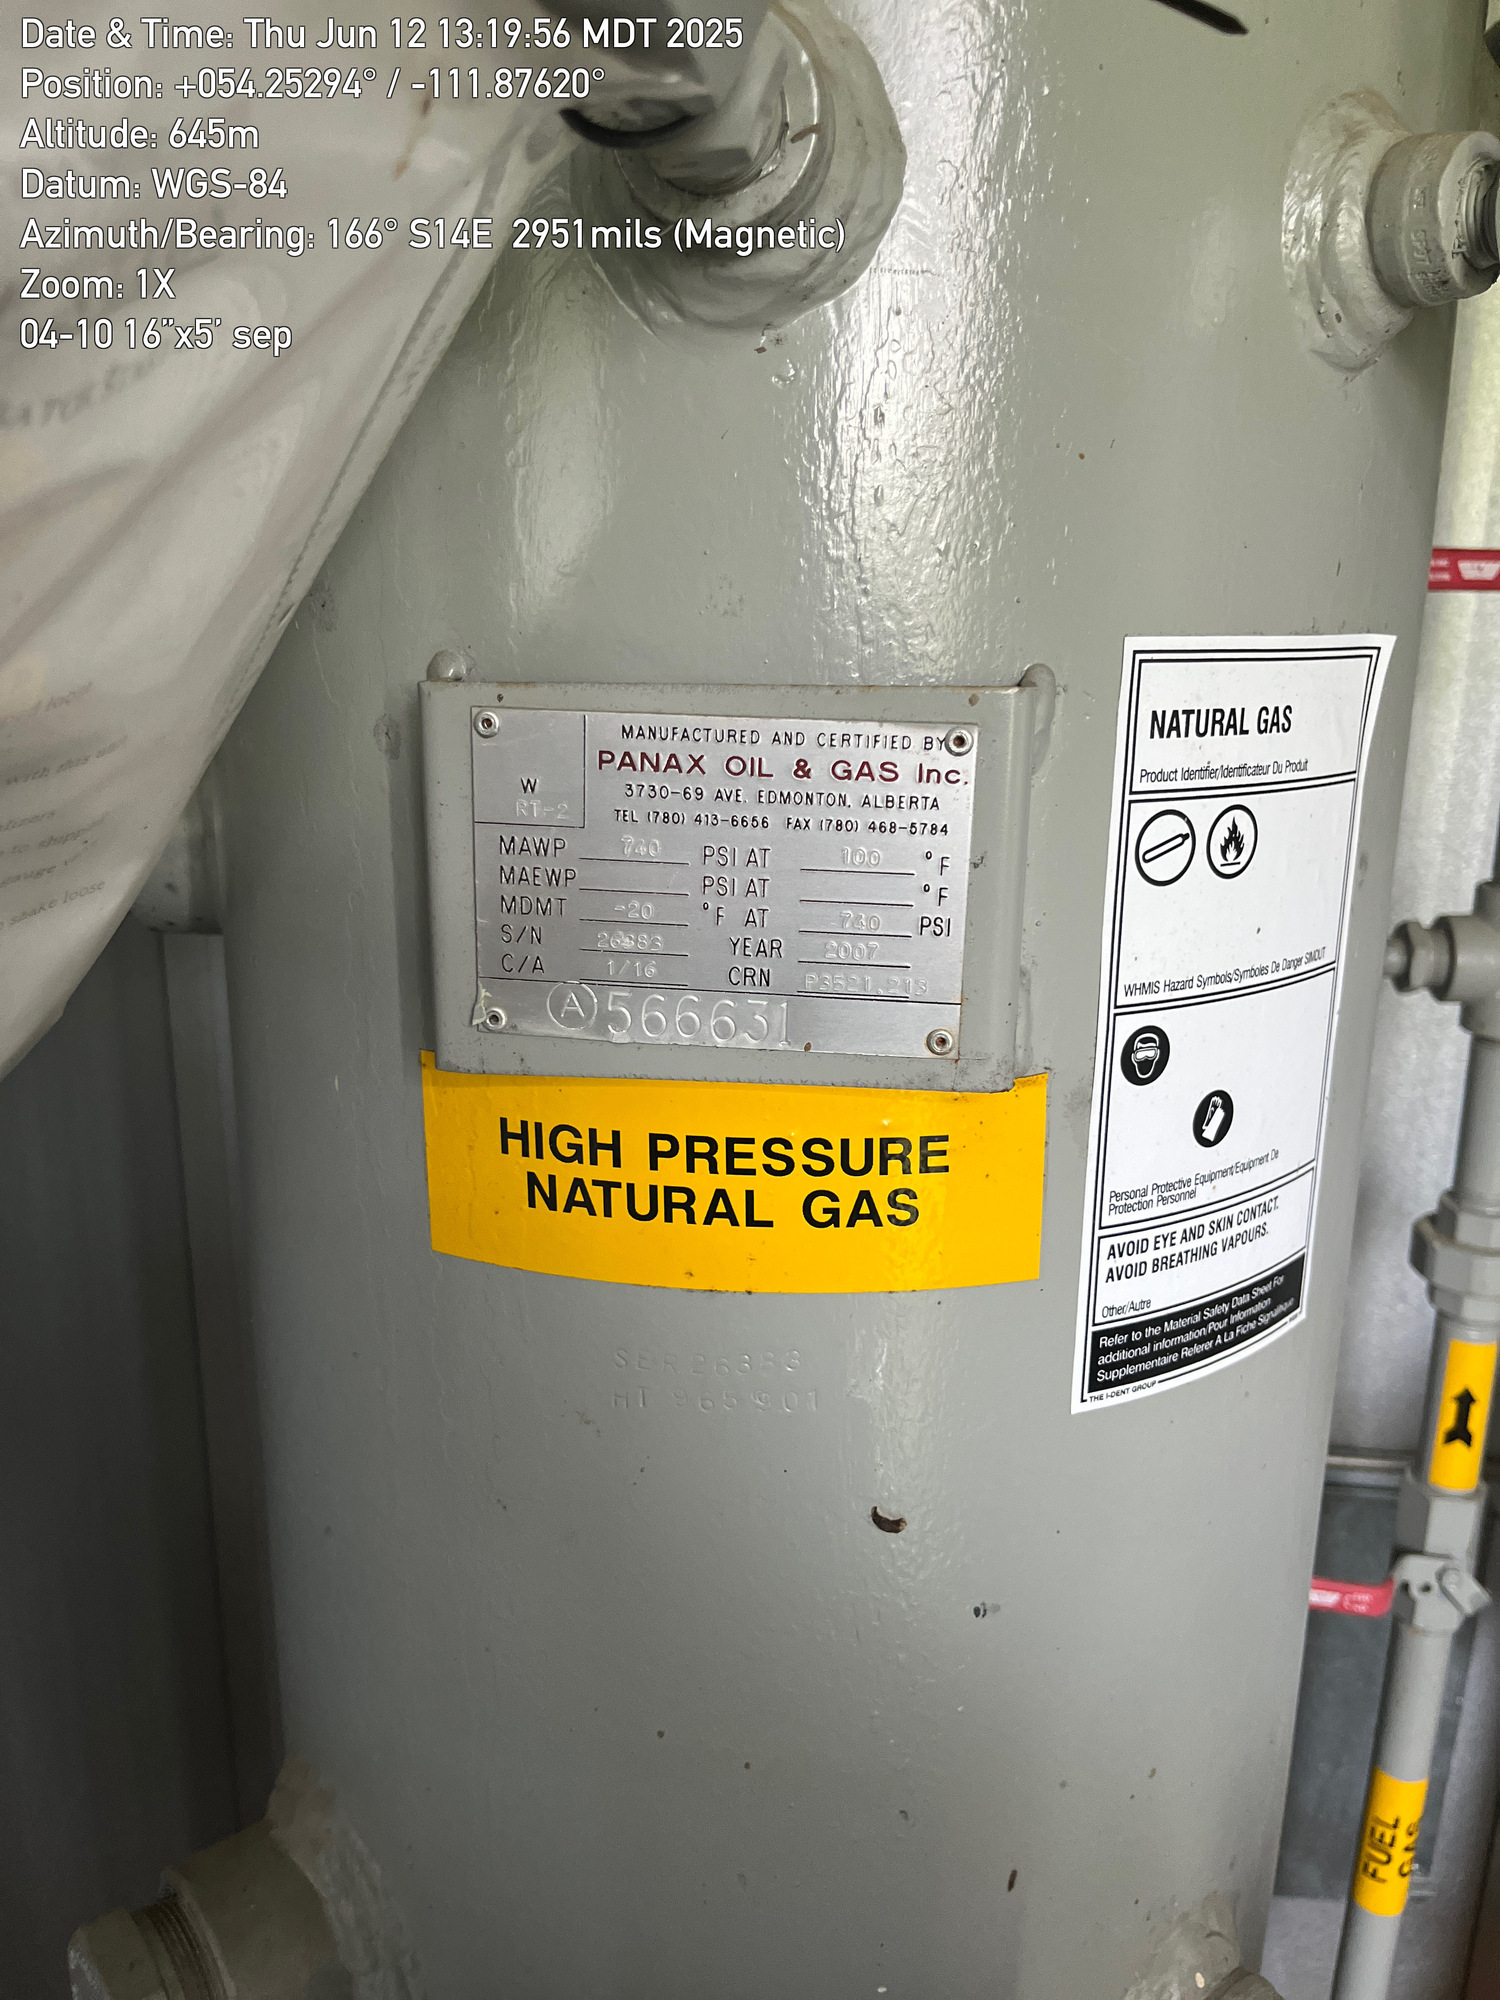 Date & Time: Thu Jun 12 13:19:56 MDT 2025
Position: +054.25294° / -111.87620°
Altitude: 645m
Datum: WGS-84
Azimuth/Bearing: 166° S14E 2951mils (Magnetic)
Zoom: 1X
04-10 16"x5' sep
MANUFACTURED AND CERTIFIED BY
PANAX OIL & GAS Inc.
3730-69 AVE. EDMONTON, ALBERTA
TEL (780) 413-6656 FAX (780) 468-5784
W
RT-2
MAWP 740 PSI AT 100 °F
MAEWP PSI AT °F
MDMT -20 °F AT 740 PSI
S/N 26383 YEAR 2007
C/A 1/16 CRN P3521.213
A 566631
HIGH PRESSURE
NATURAL GAS
SER 26383
NATURAL GAS
Product Identifier/Identificateur Du Produit
WHMIS Hazard Symbols/Symboles De Danger SIMDUT
Personal Protective Equipment/Equipment De
Protection Personnel
AVOID EYE AND SKIN CONTACT.
AVOID BREATHING VAPOURS.
Other/Autre
Refer to the Material Safety Data Sheet For
additional information/Pour Information
Supplementaire Referer A La Fiche Signalitique
THE I-DENT GROUP
FUEL
GAS